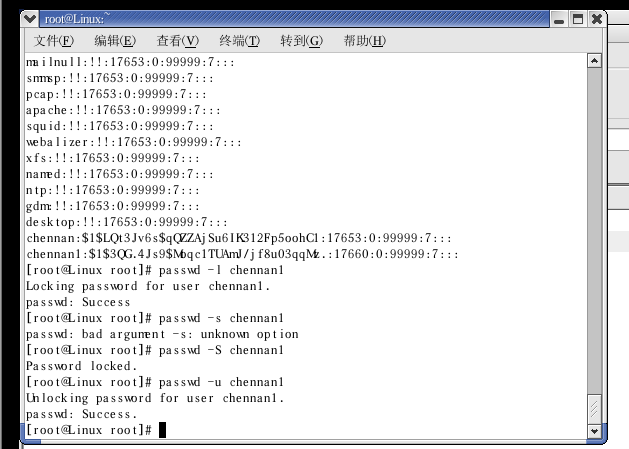 root@Linux:~
文件(F) 编辑(E) 查看(V) 终端(T) 转到(G) 帮助(H)
mailnull:!!:17653:0:99999:7:::
smmsp:!!:17653:0:99999:7:::
pcap:!!:17653:0:99999:7:::
apache:!!:17653:0:99999:7:::
squid:!!:17653:0:99999:7:::
webalizer:!!:17653:0:99999:7:::
xfs:!!:17653:0:99999:7:::
named:!!:17653:0:99999:7:::
ntp:!!:17653:0:99999:7:::
gdm:!!:17653:0:99999:7:::
desktop:!!:17653:0:99999:7:::
chennan:$1$LQt3Jv6s$qQZZAjSu6IK312Fp5oohC1:17653:0:99999:7:::
chennan1:$1$3QG.4Js9$Mbqc1TUAmJ/jf8u03qqMz.:17660:0:99999:7:::
[root@Linux root]# passwd -l chennan1
Locking password for user chennan1.
passwd: Success
[root@Linux root]# passwd -s chennan1
passwd: bad argument -s: unknown option
[root@Linux root]# passwd -S chennan1
Password locked.
[root@Linux root]# passwd -u chennan1
Unlocking password for user chennan1.
passwd: Success.
[root@Linux root]#